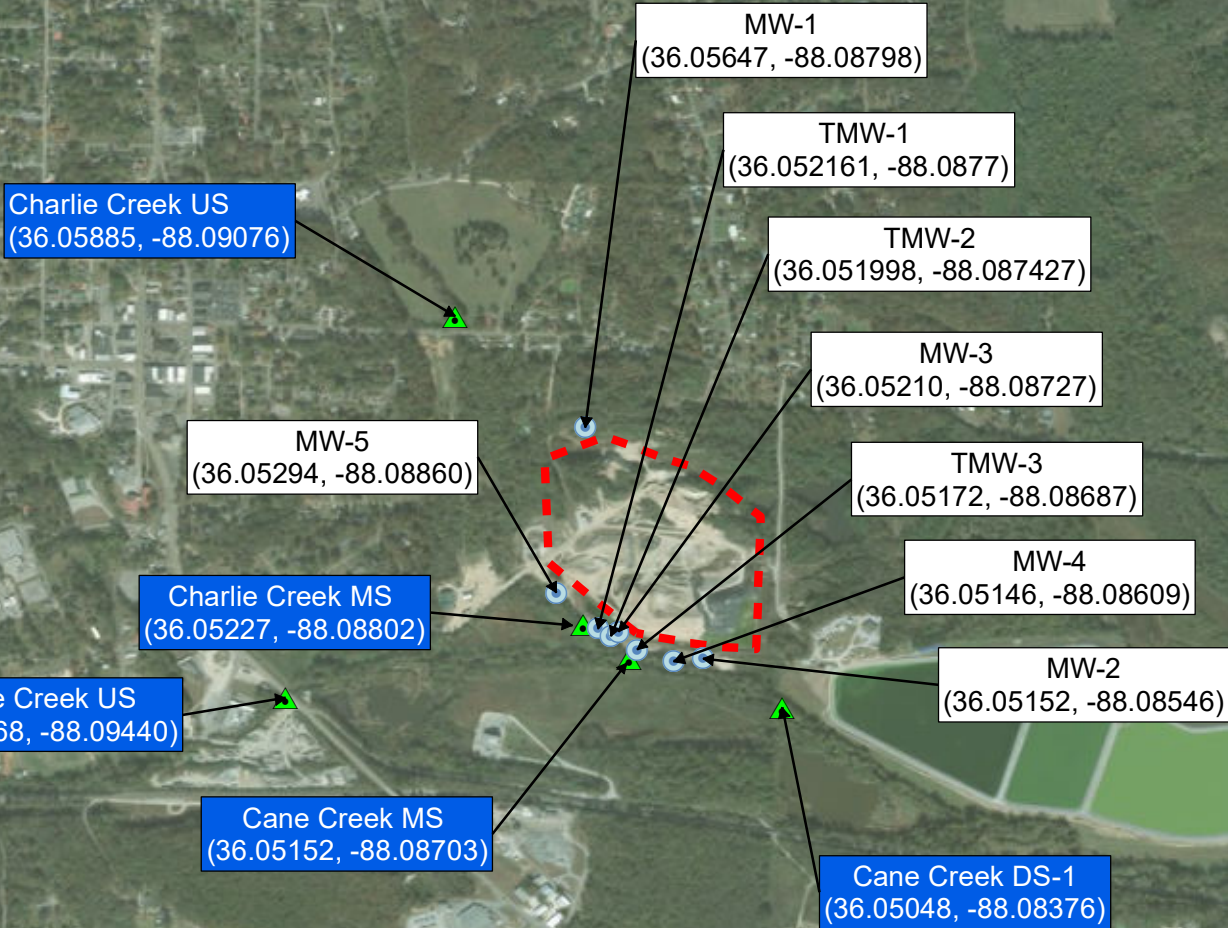 MW-1
(36.05647, -88.08798)
TMW-1
(36.052161, -88.0877)
Charlie Creek US
(36.05885, -88.09076)
TMW-2
(36.051998, -88.087427)
MW-3
(36.05210, -88.08727)
MW-5
(36.05294, -88.08860)
TMW-3
(36.05172, -88.08687)
MW-4
(36.05146, -88.08609)
Charlie Creek MS
(36.05227, -88.08802)
MW-2
(36.05152, -88.08546)
e Creek US
68, -88.09440)
Cane Creek MS
(36.05152, -88.08703)
Cane Creek DS-1
(36.05048, -88.08376)